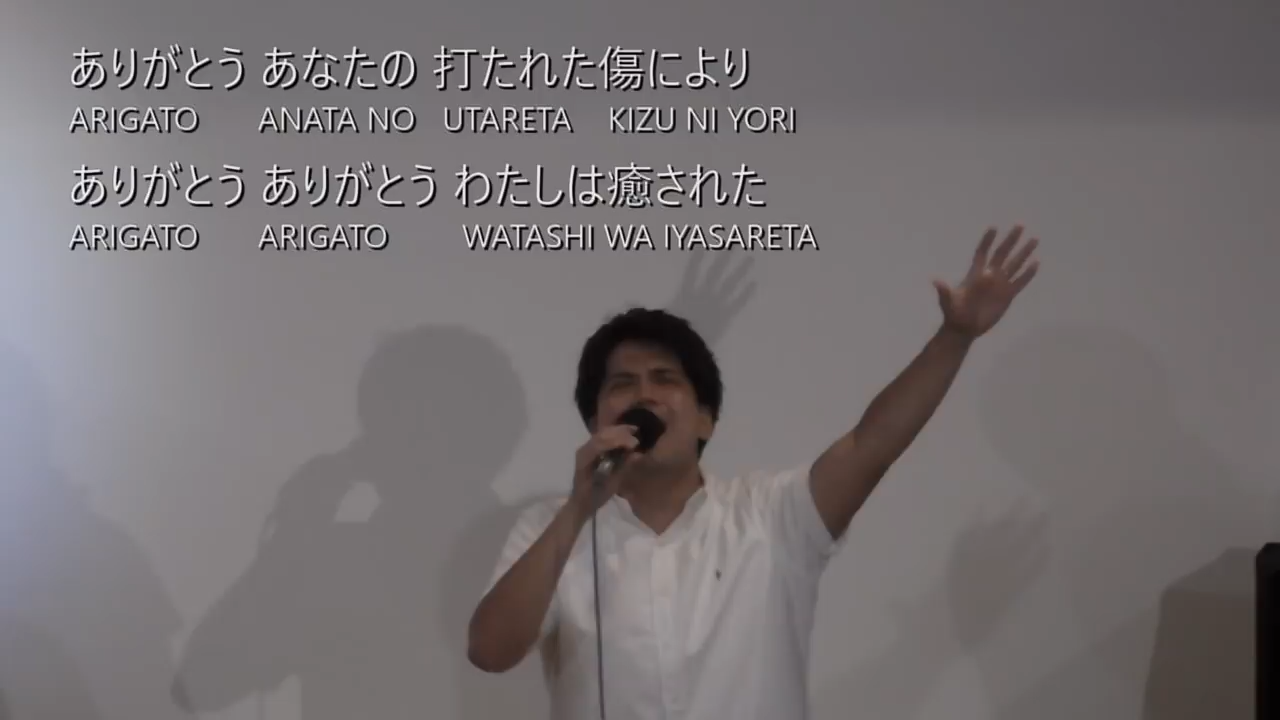 ありがとう あなたの 打たれた傷により
ARIGATO ANATA NO UTARETA KIZU NI YORI
ありがとう ありがとう わたしは癒された
ARIGATO ARIGATO WATASHI WA IYASARETA